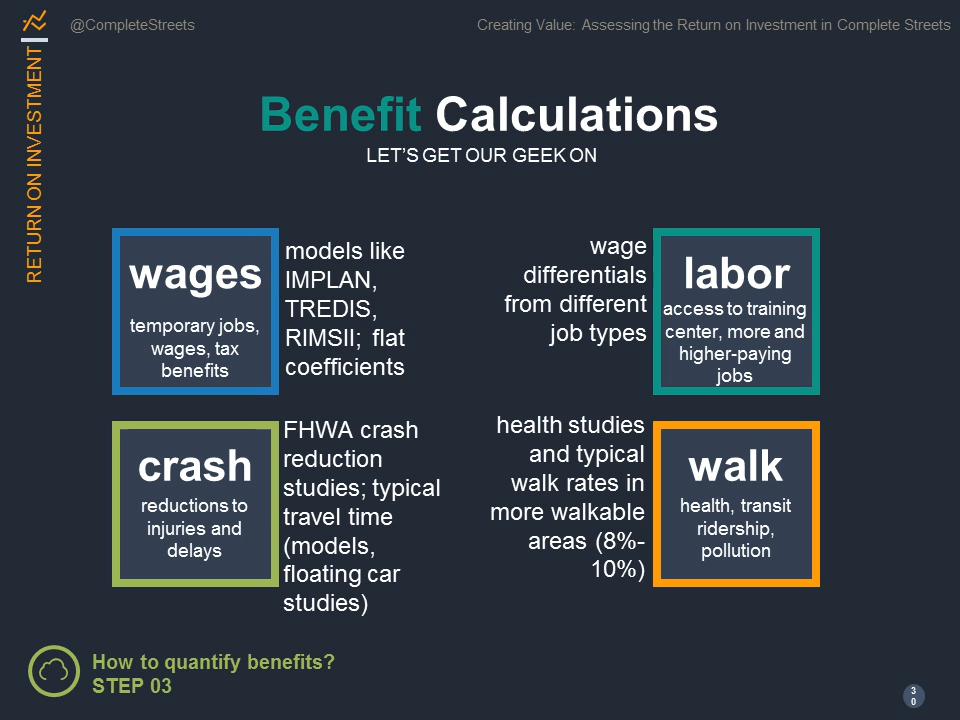 @CompleteStreets
Creating Value: Assessing the Return on Investment in Complete Streets
RETURN ON INVESTMENT
Benefit Calculations
LET’S GET OUR GEEK ON
wages
temporary jobs,
wages, tax
benefits
models like
IMPLAN,
TREDIS,
RIMSII; flat
coefficients
wage
differentials
from different
job types
labor
access to training
center, more and
higher-paying
jobs
crash
reductions to
injuries and
delays
FHWA crash
reduction
studies; typical
travel time
(models,
floating car
studies)
health studies
and typical
walk rates in
more walkable
areas (8%-
10%)
walk
health, transit
ridership,
pollution
How to quantify benefits?
STEP 03
3
0